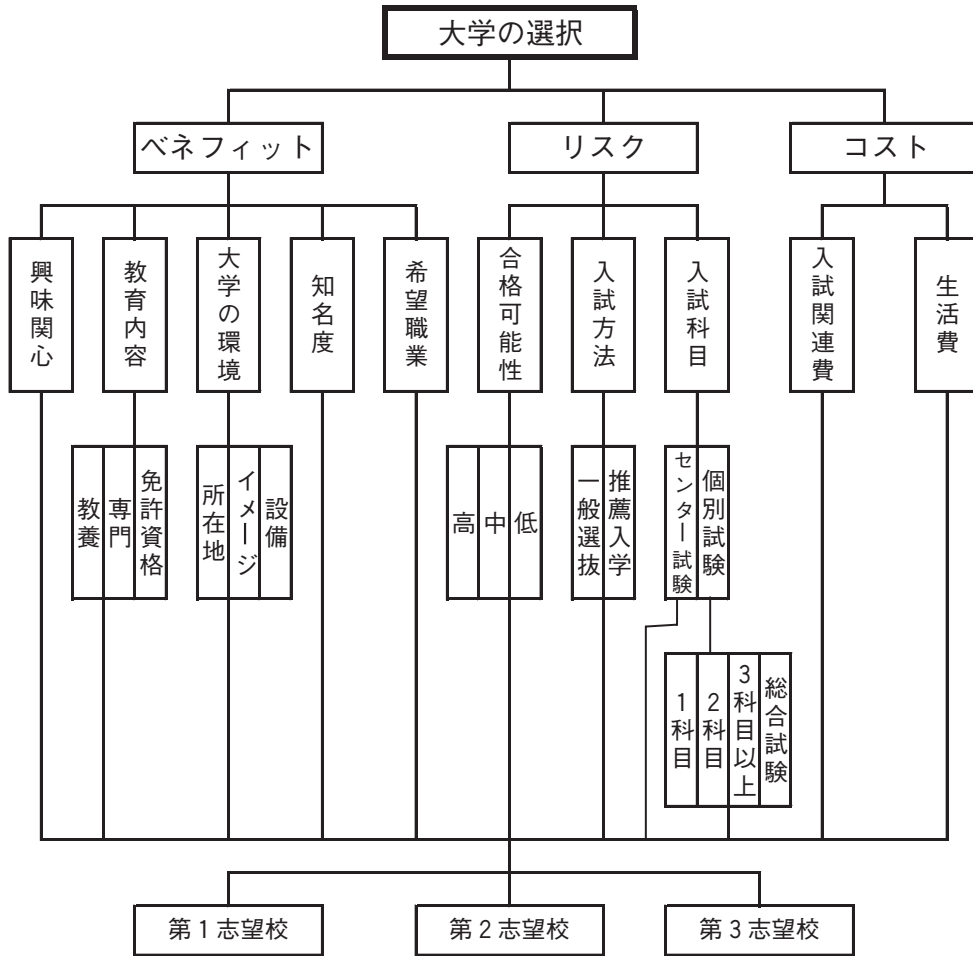 大学の選択
ベネフィット
リスク
コスト
興味関心
教育内容
大学の環境
知名度
希望職業
合格可能性
入試方法
入試科目
入試関連費
生活費
教養
専門
免許資格
所在地
イメージ
設備
高
中
低
一般選抜
推薦入学
センター試験
個別試験
1科目
2科目
3科目以上
総合試験
第1志望校
第2志望校
第3志望校